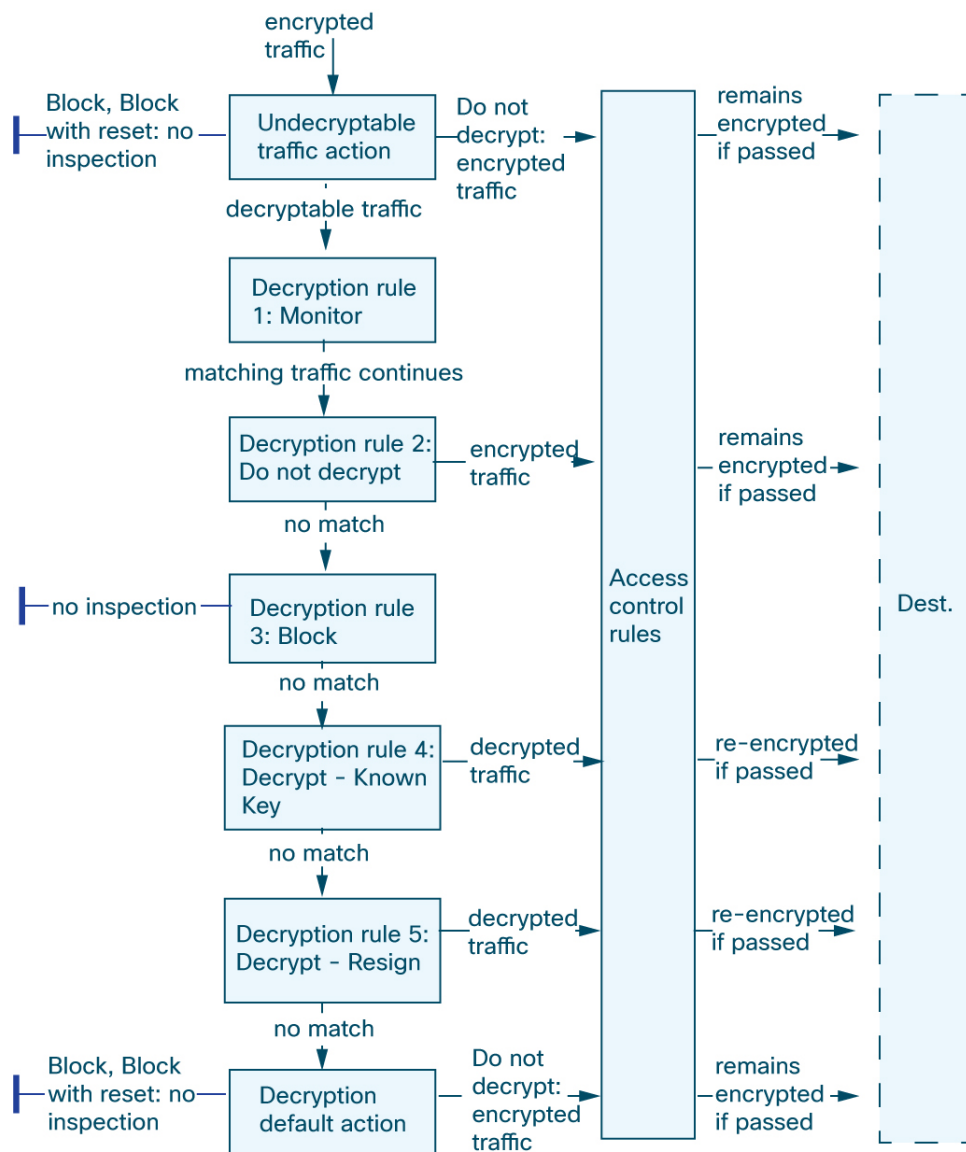 encrypted
traffic
Block, Block
with reset: no
inspection
Undecryptable
traffic action
Do not
decrypt:
encrypted
traffic
remains
encrypted
if passed
decryptable traffic
Decryption rule
1: Monitor
matching traffic continues
Decryption rule 2:
Do not decrypt
encrypted
traffic
remains
encrypted
if passed
no match
no inspection
Decryption rule
3: Block
Access
control
rules
Dest.
no match
Decryption rule 4:
Decrypt - Known
Key
decrypted
traffic
re-encrypted
if passed
no match
Decryption rule 5:
Decrypt - Resign
decrypted
traffic
re-encrypted
if passed
no match
Block, Block
with reset: no
inspection
Decryption
default action
Do not
decrypt:
encrypted
traffic
remains
encrypted
if passed